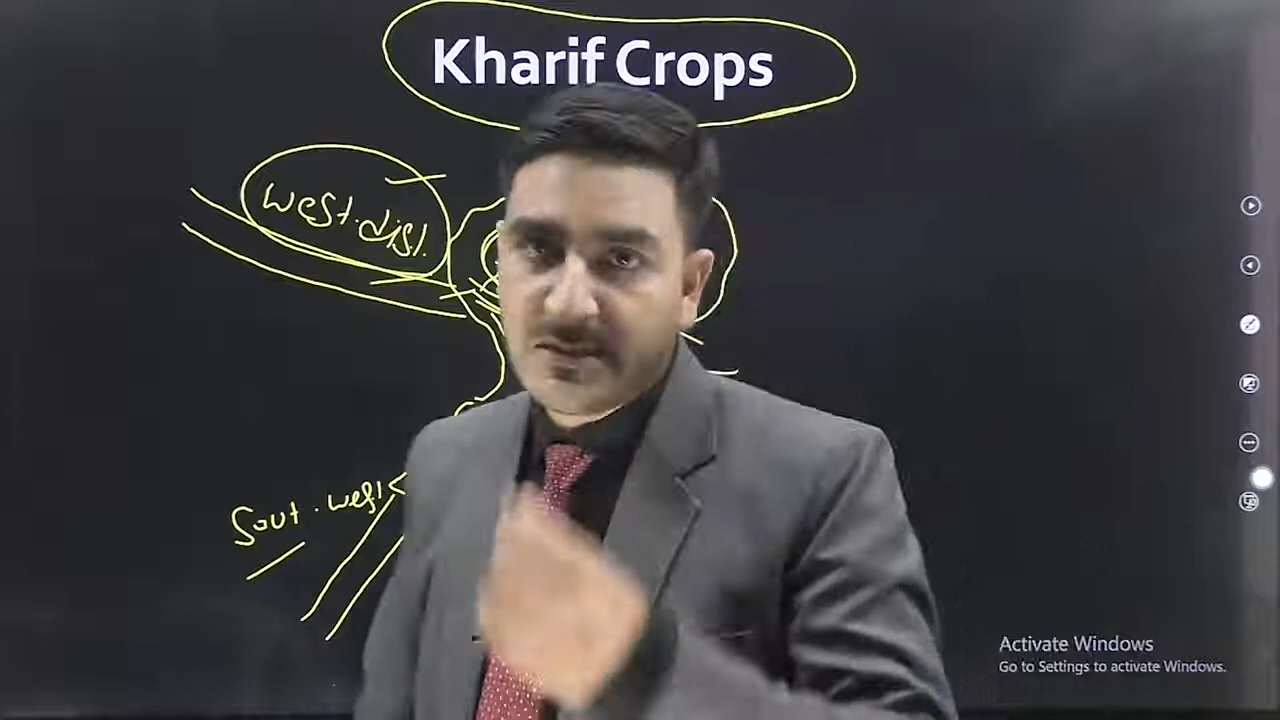 Kharif Crops
west.dist.
Sout.west
Activate Windows
Go to Settings to activate Windows.